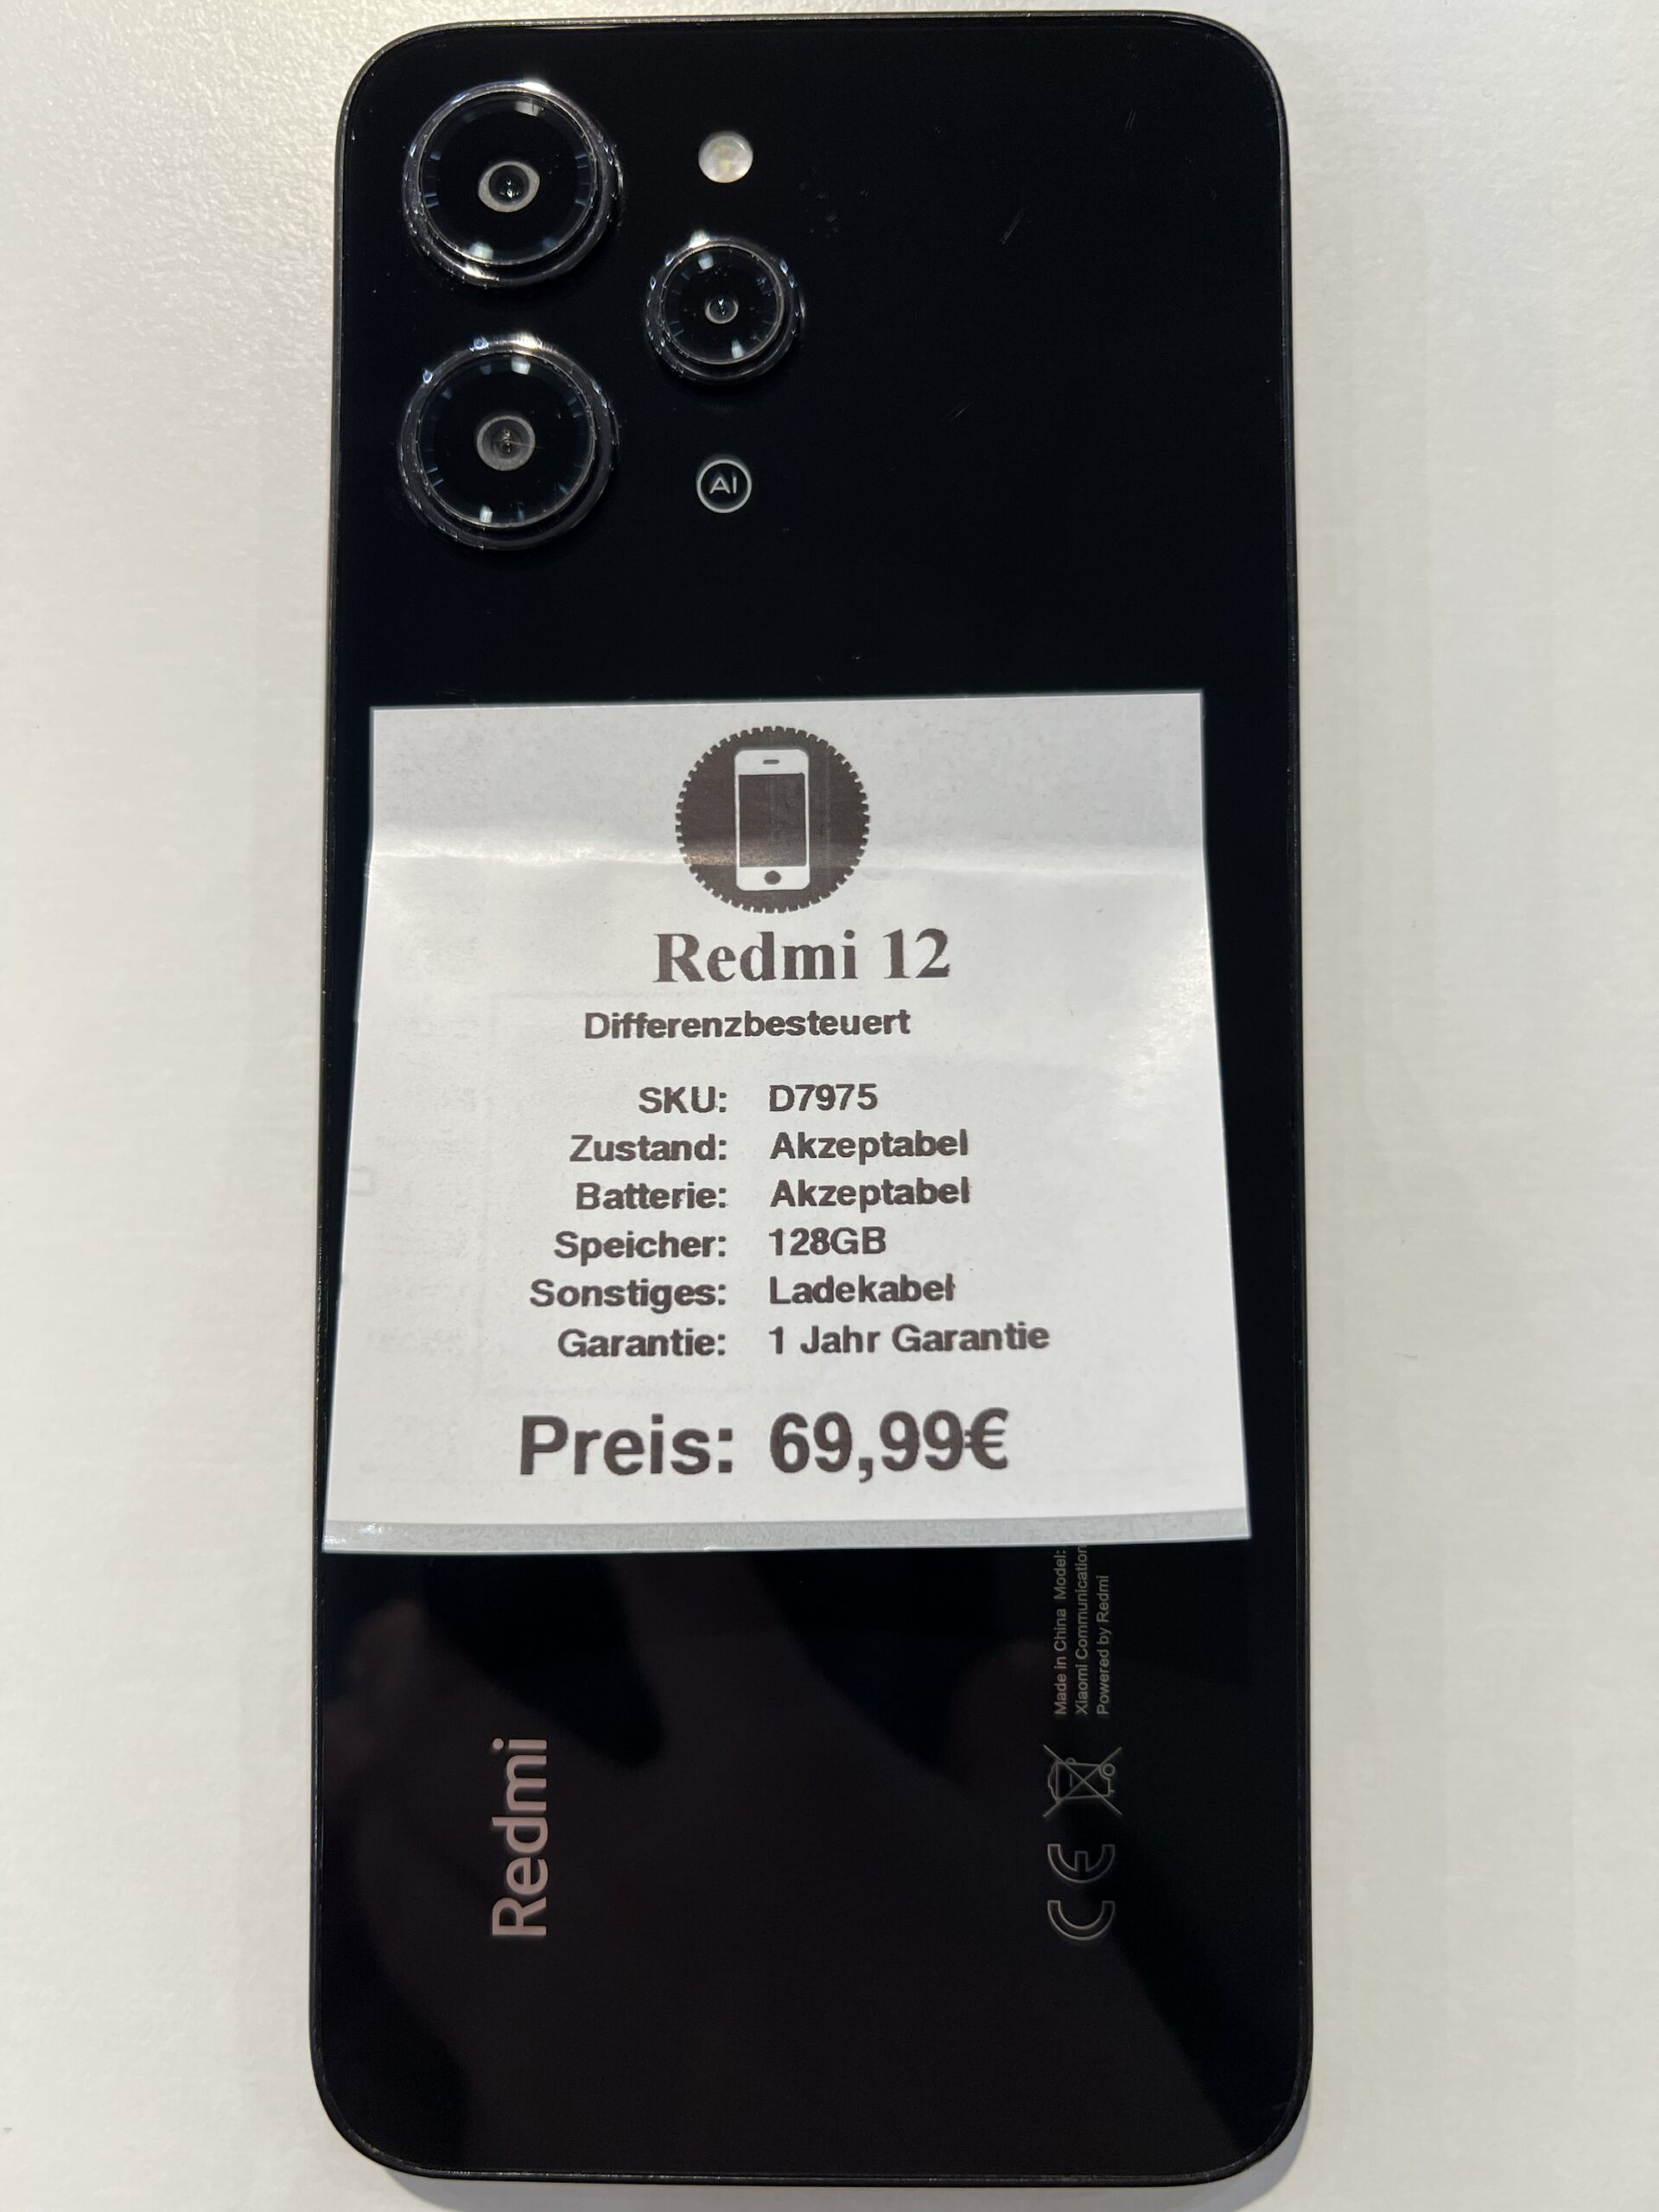 AI
Redmi 12
Differenzbesteuert
SKU: D7975
Zustand: Akzeptabel
Batterie: Akzeptabel
Speicher: 128GB
Sonstiges: Ladekabel
Garantie: 1 Jahr Garantie
Preis: 69,99€
Redmi
Made in China Model:
Xiaomi Communication
Powered by Redmi
CE